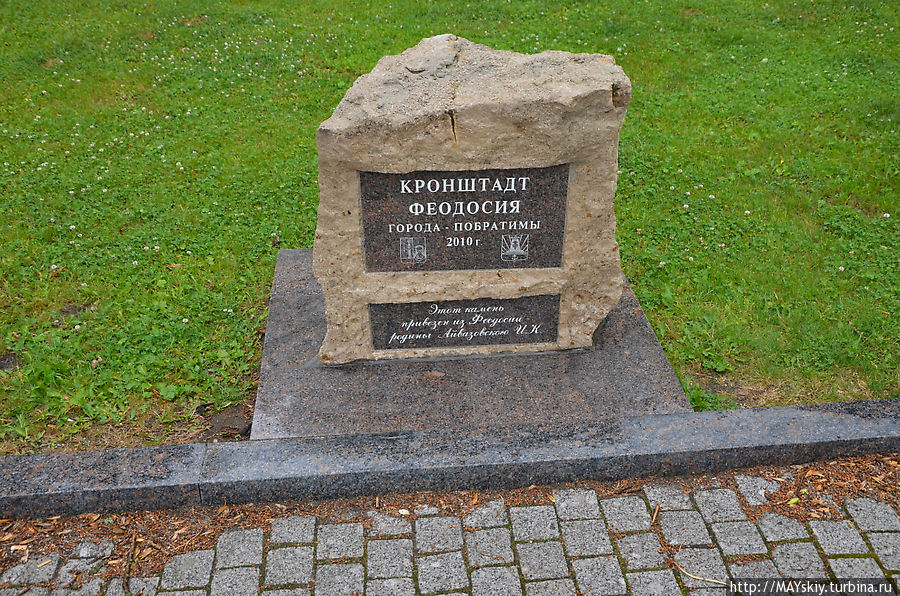 КРОНШТАДТ
ФЕОДОСИЯ
ГОРОДА - ПОБРАТИМЫ
2010 г.
Этот камень
привезен из Феодосии
родины Айвазовского И.К.
http://MAYskiy.turbina.ru